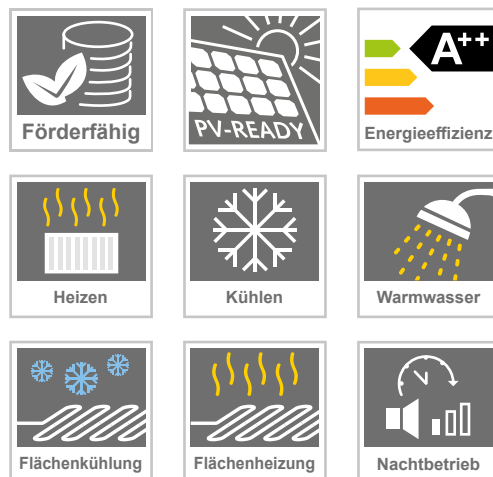 Förderfähig
PV-READY
A++
Energieeffizienz
Heizen
Kühlen
Warmwasser
Flächenkühlung
Flächenheizung
Nachtbetrieb